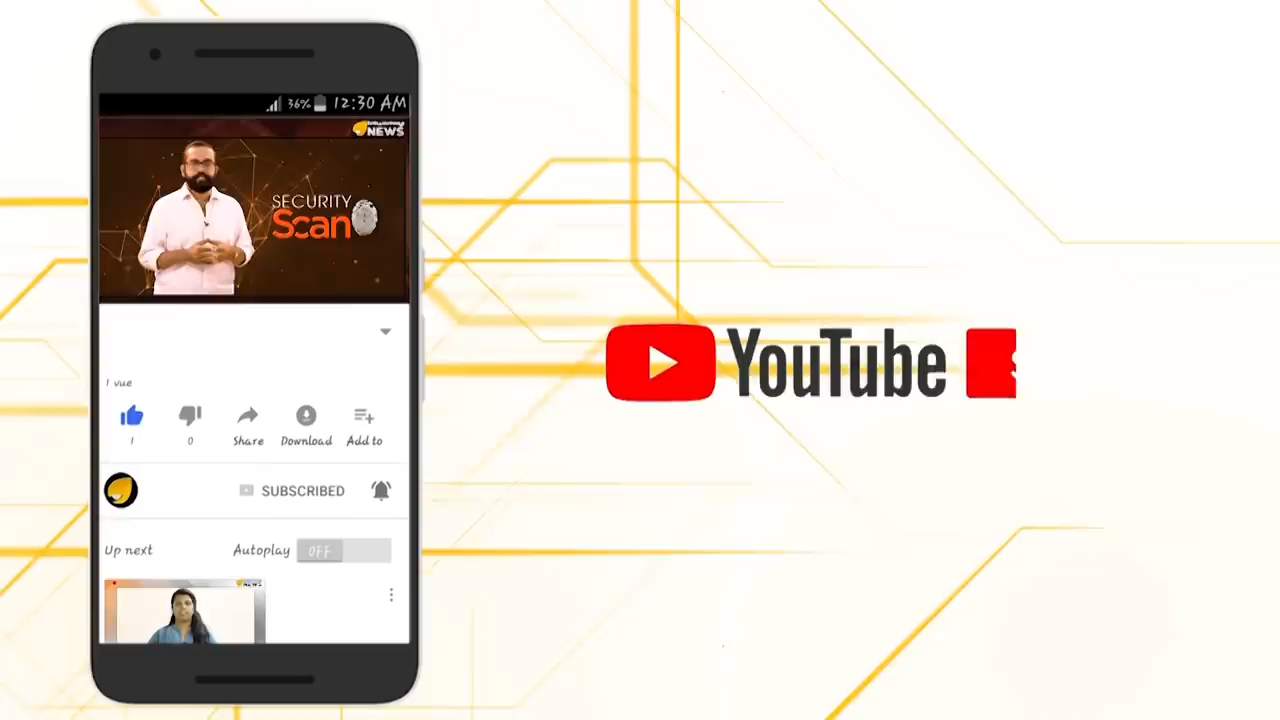 36% 12:30 AM
NEWS
SECURITY
Scan
1 vue
1
0
Share
Download
Add to
SUBSCRIBED
Up next
Autoplay
OFF
NEWS
YouTube
S